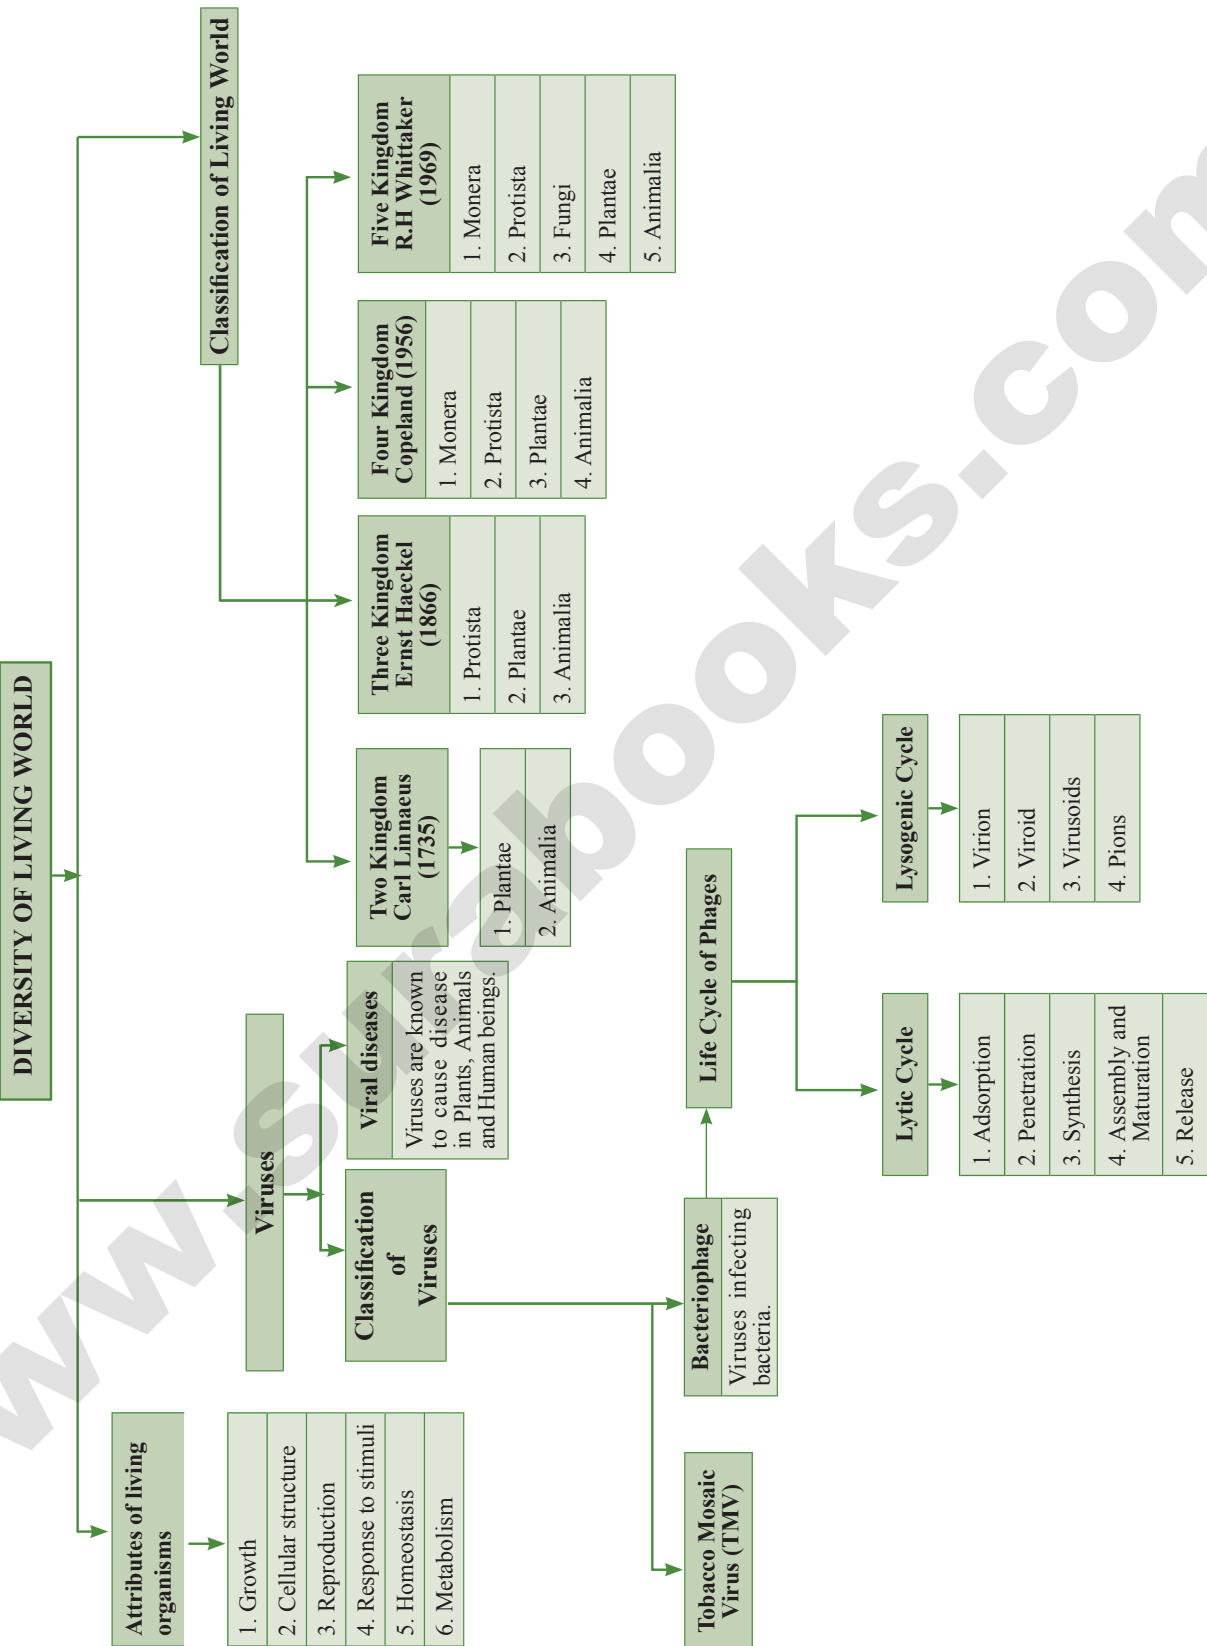 DIVERSITY OF LIVING WORLD
Attributes of living
organisms
1. Growth
2. Cellular structure
3. Reproduction
4. Response to stimuli
5. Homeostasis
6. Metabolism
Viruses
Classification
of
Viruses
Viral diseases
Viruses are known
to cause disease
in Plants, Animals
and Human beings.
Tobacco Mosaic
Virus (TMV)
Bacteriophage
Viruses infecting
bacteria.
Life Cycle of Phages
Lytic Cycle
1. Adsorption
2. Penetration
3. Synthesis
4. Assembly and
Maturation
5. Release
Lysogenic Cycle
1. Virion
2. Viroid
3. Virusoids
4. Pions
Classification of Living World
Two Kingdom
Carl Linnaeus
(1735)
1. Plantae
2. Animalia
Three Kingdom
Ernst Haeckel
(1866)
1. Protista
2. Plantae
3. Animalia
Four Kingdom
Copeland (1956)
1. Monera
2. Protista
3. Plantae
4. Animalia
Five Kingdom
R.H Whittaker
(1969)
1. Monera
2. Protista
3. Fungi
4. Plantae
5. Animalia
www.surabooks.com